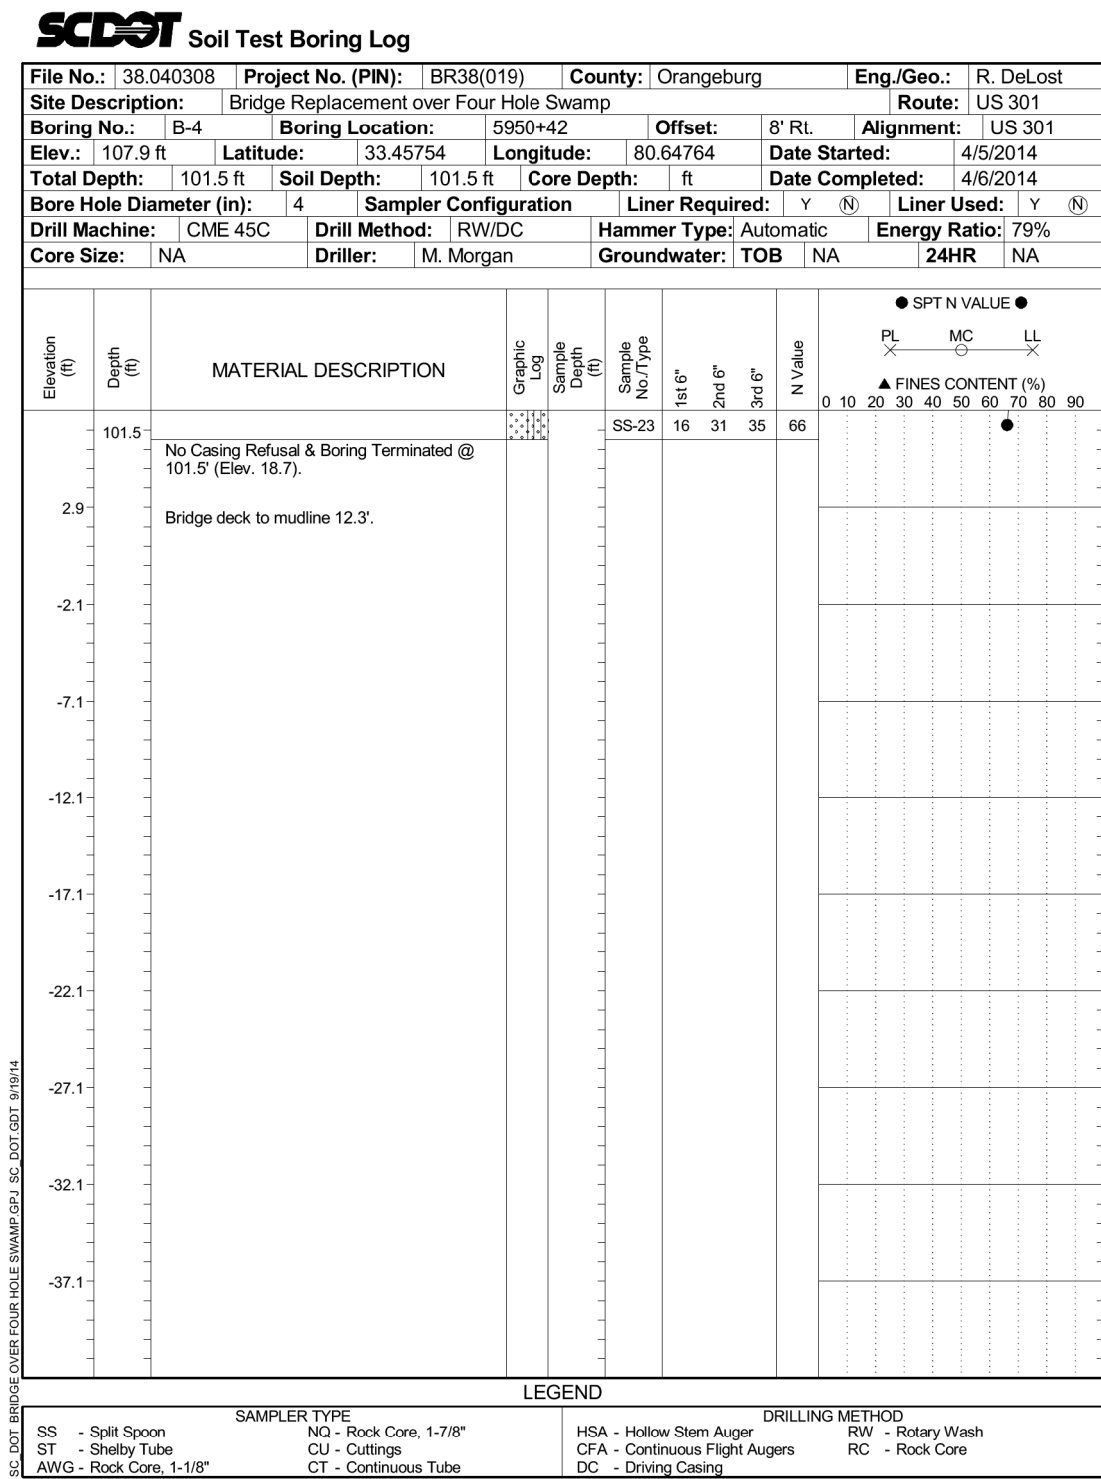 SCDOT Soil Test Boring Log
File No.: 38.040308 Project No. (PIN): BR38(019) County: Orangeburg Eng./Geo.: R. DeLost
Site Description: Bridge Replacement over Four Hole Swamp Route: US 301
Boring No.: B-4 Boring Location: 5950+42 Offset: 8' Rt. Alignment: US 301
Elev.: 107.9 ft Latitude: 33.45754 Longitude: 80.64764 Date Started: 4/5/2014
Total Depth: 101.5 ft Soil Depth: 101.5 ft Core Depth: ft Date Completed: 4/6/2014
Bore Hole Diameter (in): 4 Sampler Configuration Liner Required: Y N Liner Used: Y N
Drill Machine: CME 45C Drill Method: RW/DC Hammer Type: Automatic Energy Ratio: 79%
Core Size: NA Driller: M. Morgan Groundwater: TOB NA 24HR NA
Elevation (ft)
Depth (ft)
MATERIAL DESCRIPTION
Graphic Log
Sample Depth (ft)
Sample No./Type
1st 6"
2nd 6"
3rd 6"
N Value
● SPT N VALUE ●
PL MC LL
▲ FINES CONTENT (%)
0 10 20 30 40 50 60 70 80 90
101.5 SS-23 16 31 35 66
No Casing Refusal & Boring Terminated @
101.5' (Elev. 18.7).
2.9
Bridge deck to mudline 12.3'.
-2.1
-7.1
-12.1
-17.1
-22.1
-27.1
-32.1
-37.1
SC_DOT BRIDGE OVER FOUR HOLE SWAMP.GPJ SC_DOT.GDT 9/19/14
LEGEND
SAMPLER TYPE DRILLING METHOD
SS - Split Spoon NQ - Rock Core, 1-7/8" HSA - Hollow Stem Auger RW - Rotary Wash
ST - Shelby Tube CU - Cuttings CFA - Continuous Flight Augers RC - Rock Core
AWG - Rock Core, 1-1/8" CT - Continuous Tube DC - Driving Casing